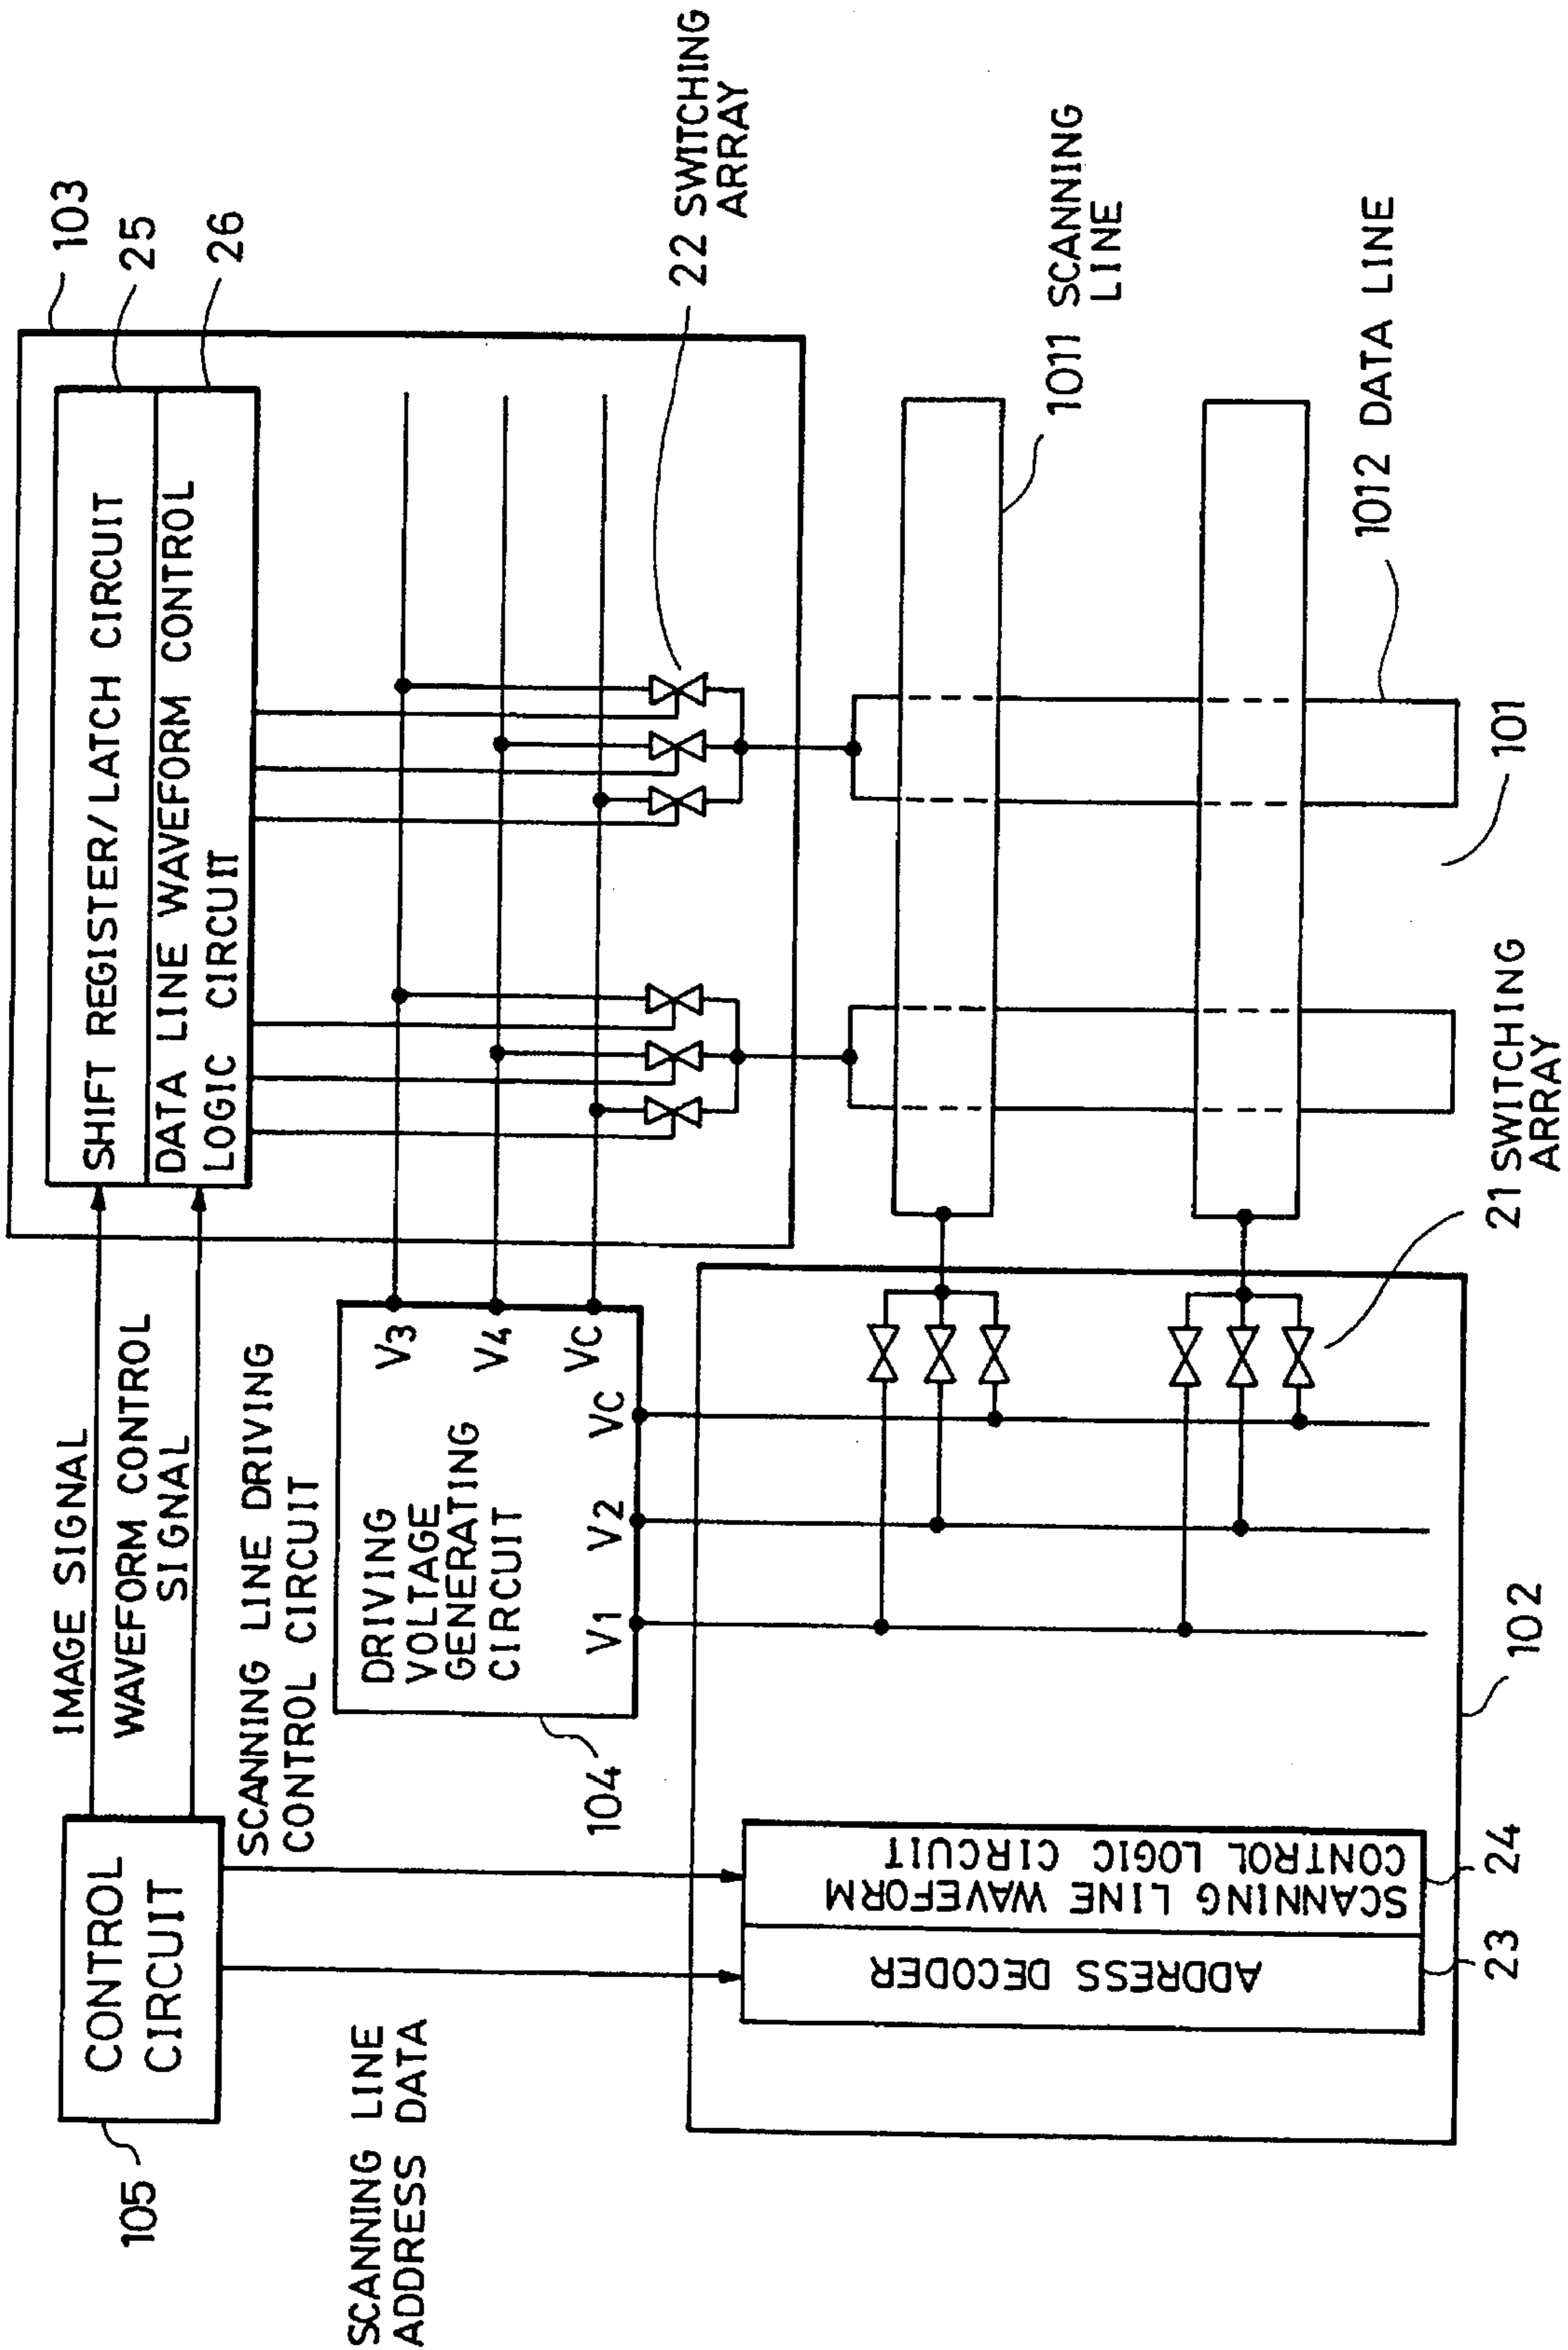 103
25
26
SHIFT REGISTER/LATCH CIRCUIT
DATA LINE WAVEFORM CONTROL
LOGIC CIRCUIT
22 SWITCHING
ARRAY
1011 SCANNING
LINE
1012 DATA LINE
101
21 SWITCHING
ARRAY
IMAGE SIGNAL
WAVEFORM CONTROL
SIGNAL
SCANNING LINE DRIVING
CONTROL CIRCUIT
CONTROL
CIRCUIT
105
DRIVING
VOLTAGE
GENERATING
CIRCUIT
V3
V4
VC
V1
V2
VC
104
SCANNING LINE
ADDRESS DATA
ADDRESS DECODER
SCANNING LINE WAVEFORM
CONTROL LOGIC CIRCUIT
23
24
102